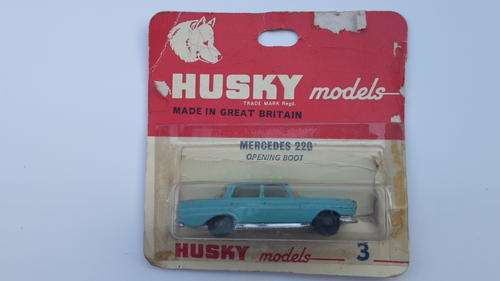 HUSKY models
TRADE MARK Regd.
MADE IN GREAT BRITAIN
MERCEDES 220
OPENING BOOT
HUSKY models 3